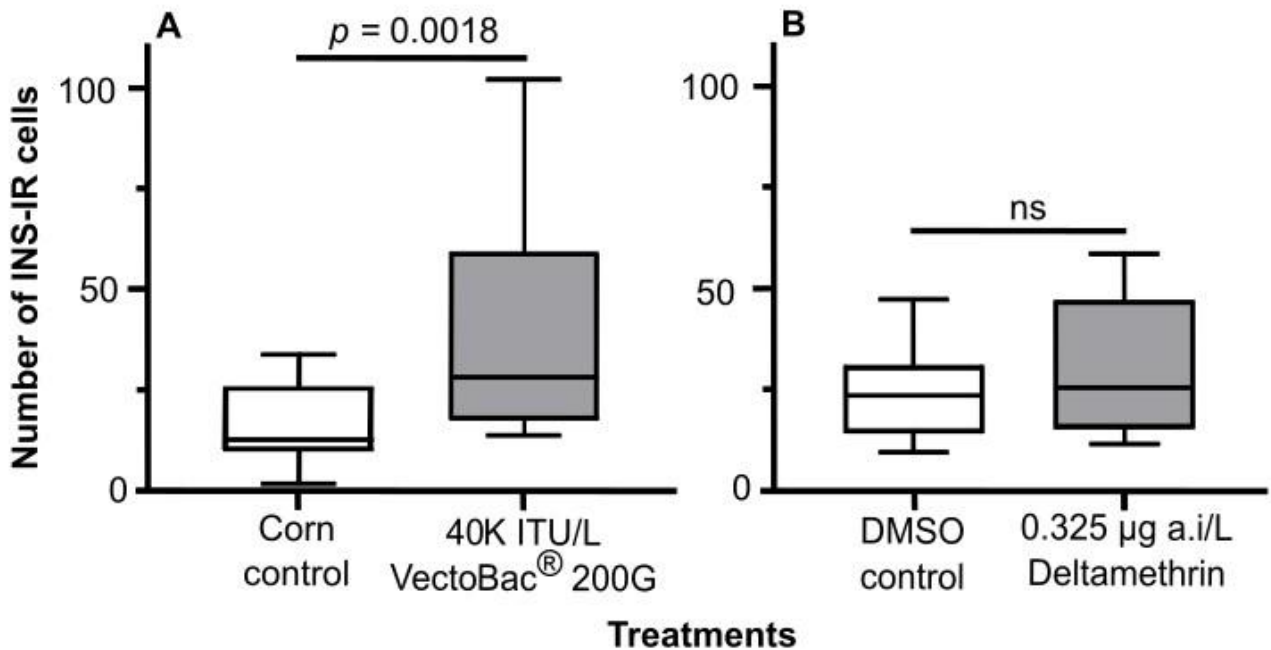 A
p = 0.0018
Number of INS-IR cells
100
50
0
Corn
control
40K ITU/L
VectoBac® 200G
B
ns
100
50
0
DMSO
control
0.325 µg a.i/L
Deltamethrin
Treatments